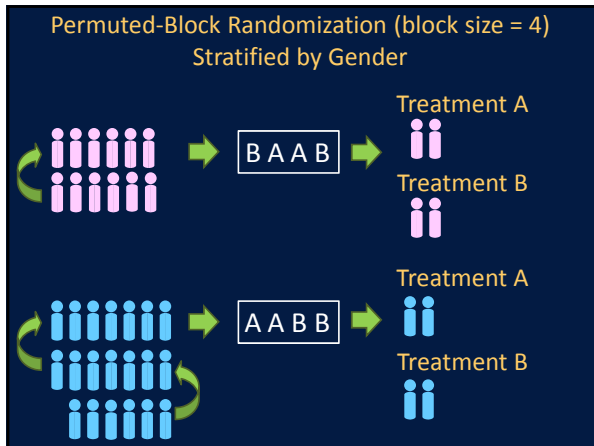 Permuted-Block Randomization (block size = 4)
Stratified by Gender
Treatment A
B A A B
Treatment B
Treatment A
A A B B
Treatment B